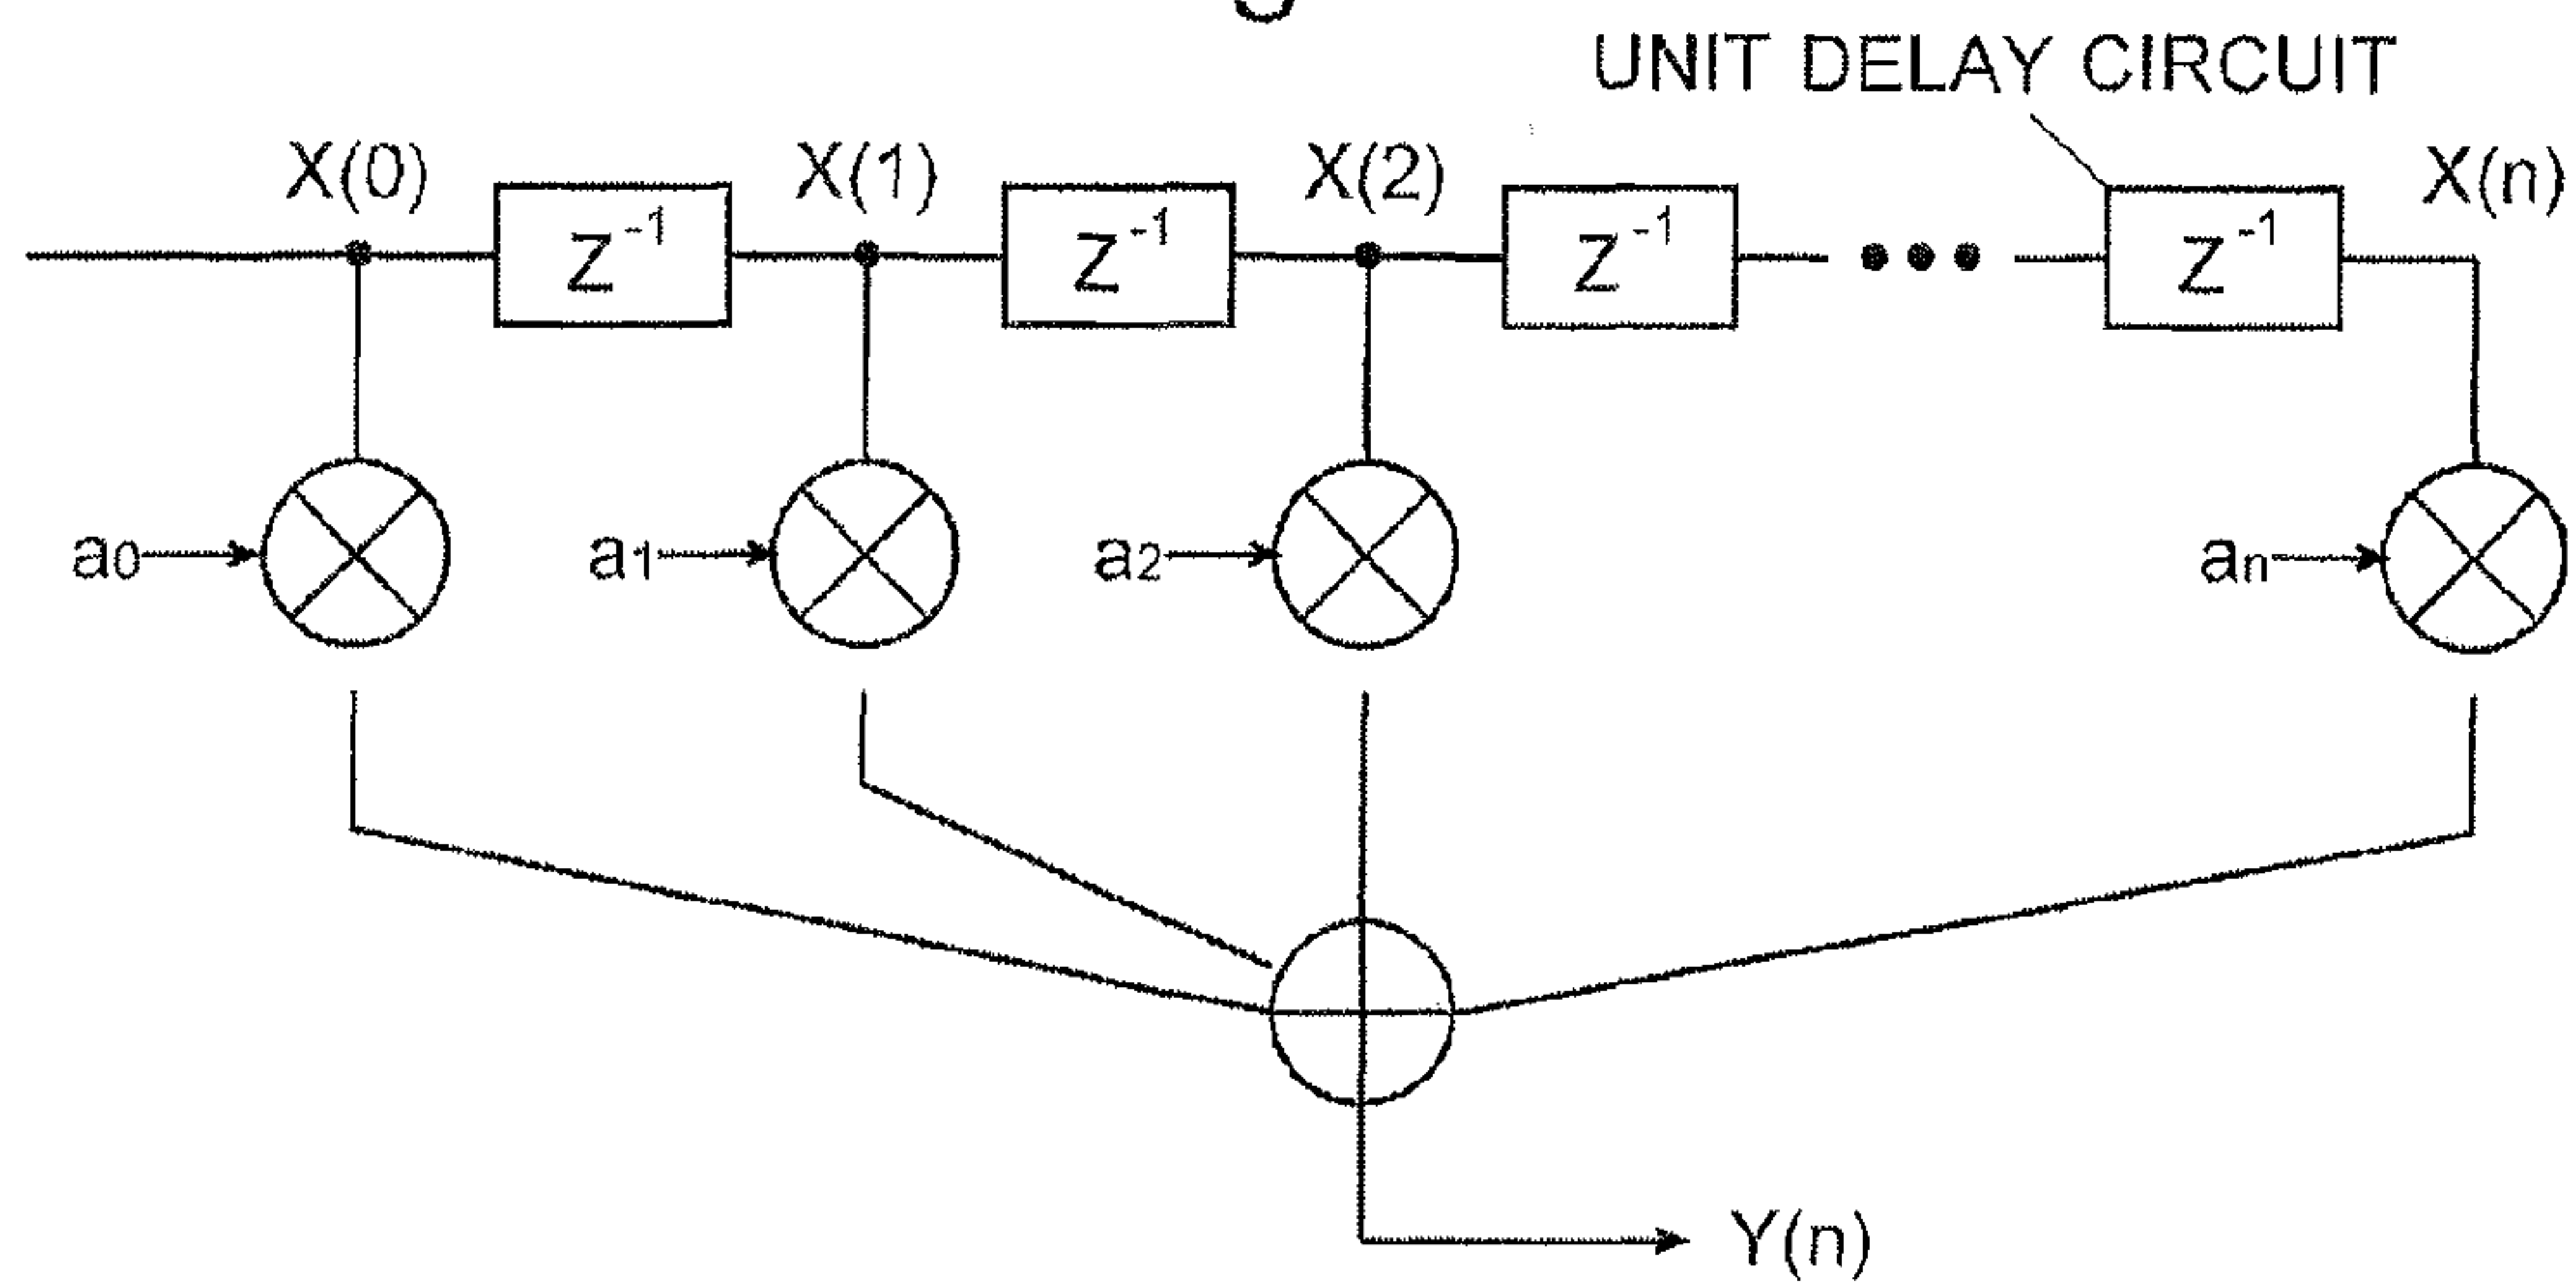 UNIT DELAY CIRCUIT
X(0) X(1) X(2) X(n)
Z⁻¹ Z⁻¹ Z⁻¹ ••• Z⁻¹
a₀ a₁ a₂ aₙ
Y(n)